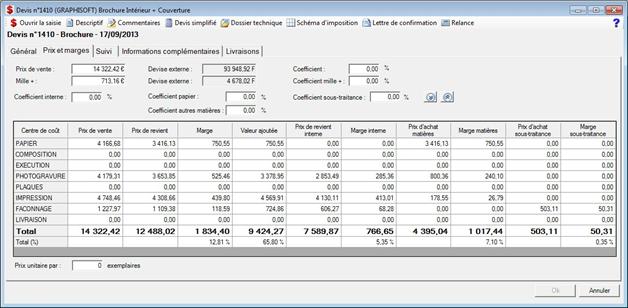 Devis n°1410 (GRAPHISOFT) Brochure Intérieur + Couverture
Ouvrir la saisie Descriptif Commentaires Devis simplifié Dossier technique Schéma d'imposition Lettre de confirmation Relance
Devis n°1410 - Brochure - 17/09/2013
Général Prix et marges Suivi Informations complémentaires Livraisons
Prix de vente : 14 322,42 € Devise externe : 93 948,92 F Coefficient : 0,00 %
Mille + : 713,16 € Devise externe : 4 678,02 F Coefficient mille + : 0,00 %
Coefficient interne : 0,00 % Coefficient papier : 0,00 % Coefficient sous-traitance : 0,00 %
Coefficient autres matières : 0,00 %
Centre de coût Prix de vente Prix de revient Marge Valeur ajoutée Prix de revient interne Marge interne Prix d'achat matières Marge matières Prix d'achat sous-traitance Marge sous-traitance
PAPIER 4 166,68 3 416,13 750,55 750,55 0,00 0,00 3 416,13 750,55 0,00 0,00
COMPOSITION 0,00 0,00 0,00 0,00 0,00 0,00 0,00 0,00 0,00 0,00
EXECUTION 0,00 0,00 0,00 0,00 0,00 0,00 0,00 0,00 0,00 0,00
PHOTOGRAVURE 4 179,31 3 653,85 525,46 3 378,95 2 853,49 285,36 800,36 240,10 0,00 0,00
PLAQUES 0,00 0,00 0,00 0,00 0,00 0,00 0,00 0,00 0,00 0,00
IMPRESSION 4 748,46 4 308,66 439,80 4 569,91 4 130,11 413,01 178,55 26,79 0,00 0,00
FACONNAGE 1 227,97 1 109,38 118,59 724,86 606,27 68,28 0,00 0,00 503,11 50,31
LIVRAISON 0,00 0,00 0,00 0,00 0,00 0,00 0,00 0,00 0,00 0,00
Total 14 322,42 12 488,02 1 834,40 9 424,27 7 589,87 766,65 4 395,04 1 017,44 503,11 50,31
Total (%) 12,81 % 65,80 % 5,35 % 7,10 % 0,35 %
Prix unitaire par : 0 exemplaires
Ok Annuler